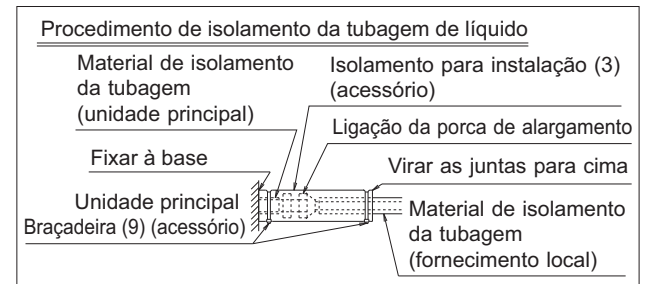 Procedimento de isolamento da tubagem de líquido
Material de isolamento
da tubagem
(unidade principal)
Isolamento para instalação (3)
(acessório)
Ligação da porca de alargamento
Fixar à base
Virar as juntas para cima
Unidade principal
Braçadeira (9) (acessório)
Material de isolamento
da tubagem
(fornecimento local)